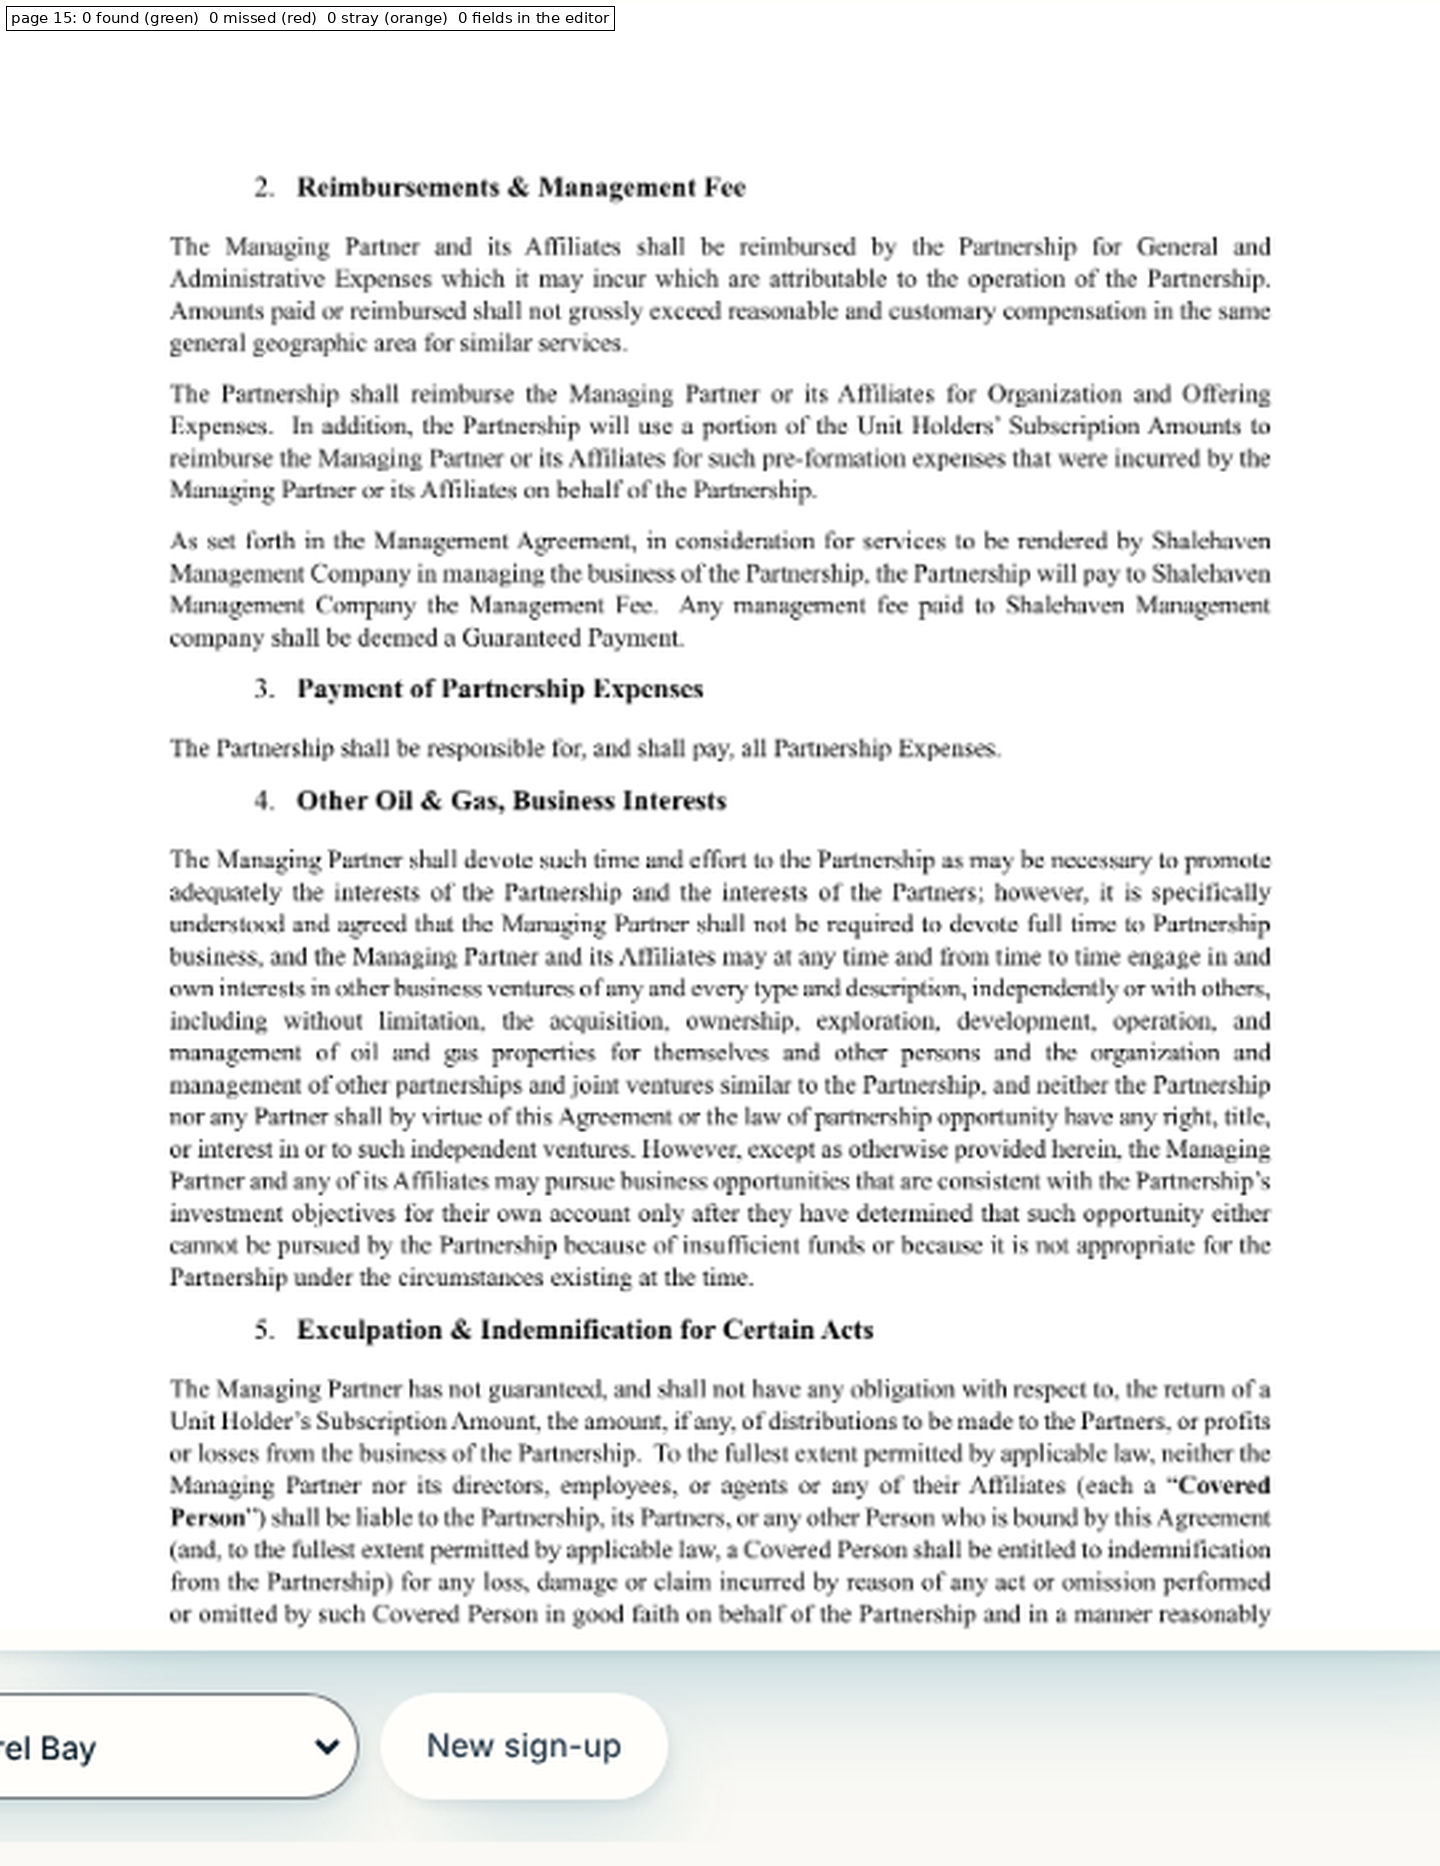 page 15: 0 found (green)  0 missed (red)  0 stray (orange)  0 fields in the editor
2. Reimbursements & Management Fee
The Managing Partner and its Affiliates shall be reimbursed by the Partnership for General and
Administrative Expenses which it may incur which are attributable to the operation of the Partnership.
Amounts paid or reimbursed shall not grossly exceed reasonable and customary compensation in the same
general geographic area for similar services.
The Partnership shall reimburse the Managing Partner or its Affiliates for Organization and Offering
Expenses.  In addition, the Partnership will use a portion of the Unit Holders’ Subscription Amounts to
reimburse the Managing Partner or its Affiliates for such pre-formation expenses that were incurred by the
Managing Partner or its Affiliates on behalf of the Partnership.
As set forth in the Management Agreement, in consideration for services to be rendered by Shalehaven
Management Company in managing the business of the Partnership, the Partnership will pay to Shalehaven
Management Company the Management Fee.  Any management fee paid to Shalehaven Management
company shall be deemed a Guaranteed Payment.
3. Payment of Partnership Expenses
The Partnership shall be responsible for, and shall pay, all Partnership Expenses.
4. Other Oil & Gas, Business Interests
The Managing Partner shall devote such time and effort to the Partnership as may be necessary to promote
adequately the interests of the Partnership and the interests of the Partners; however, it is specifically
understood and agreed that the Managing Partner shall not be required to devote full time to Partnership
business, and the Managing Partner and its Affiliates may at any time and from time to time engage in and
own interests in other business ventures of any and every type and description, independently or with others,
including without limitation, the acquisition, ownership, exploration, development, operation, and
management of oil and gas properties for themselves and other persons and the organization and
management of other partnerships and joint ventures similar to the Partnership, and neither the Partnership
nor any Partner shall by virtue of this Agreement or the law of partnership opportunity have any right, title,
or interest in or to such independent ventures. However, except as otherwise provided herein, the Managing
Partner and any of its Affiliates may pursue business opportunities that are consistent with the Partnership’s
investment objectives for their own account only after they have determined that such opportunity either
cannot be pursued by the Partnership because of insufficient funds or because it is not appropriate for the
Partnership under the circumstances existing at the time.
5. Exculpation & Indemnification for Certain Acts
The Managing Partner has not guaranteed, and shall not have any obligation with respect to, the return of a
Unit Holder’s Subscription Amount, the amount, if any, of distributions to be made to the Partners, or profits
or losses from the business of the Partnership.  To the fullest extent permitted by applicable law, neither the
Managing Partner nor its directors, employees, or agents or any of their Affiliates (each a “Covered
Person”) shall be liable to the Partnership, its Partners, or any other Person who is bound by this Agreement
(and, to the fullest extent permitted by applicable law, a Covered Person shall be entitled to indemnification
from the Partnership) for any loss, damage or claim incurred by reason of any act or omission performed
or omitted by such Covered Person in good faith on behalf of the Partnership and in a manner reasonably
rel Bay
New sign-up